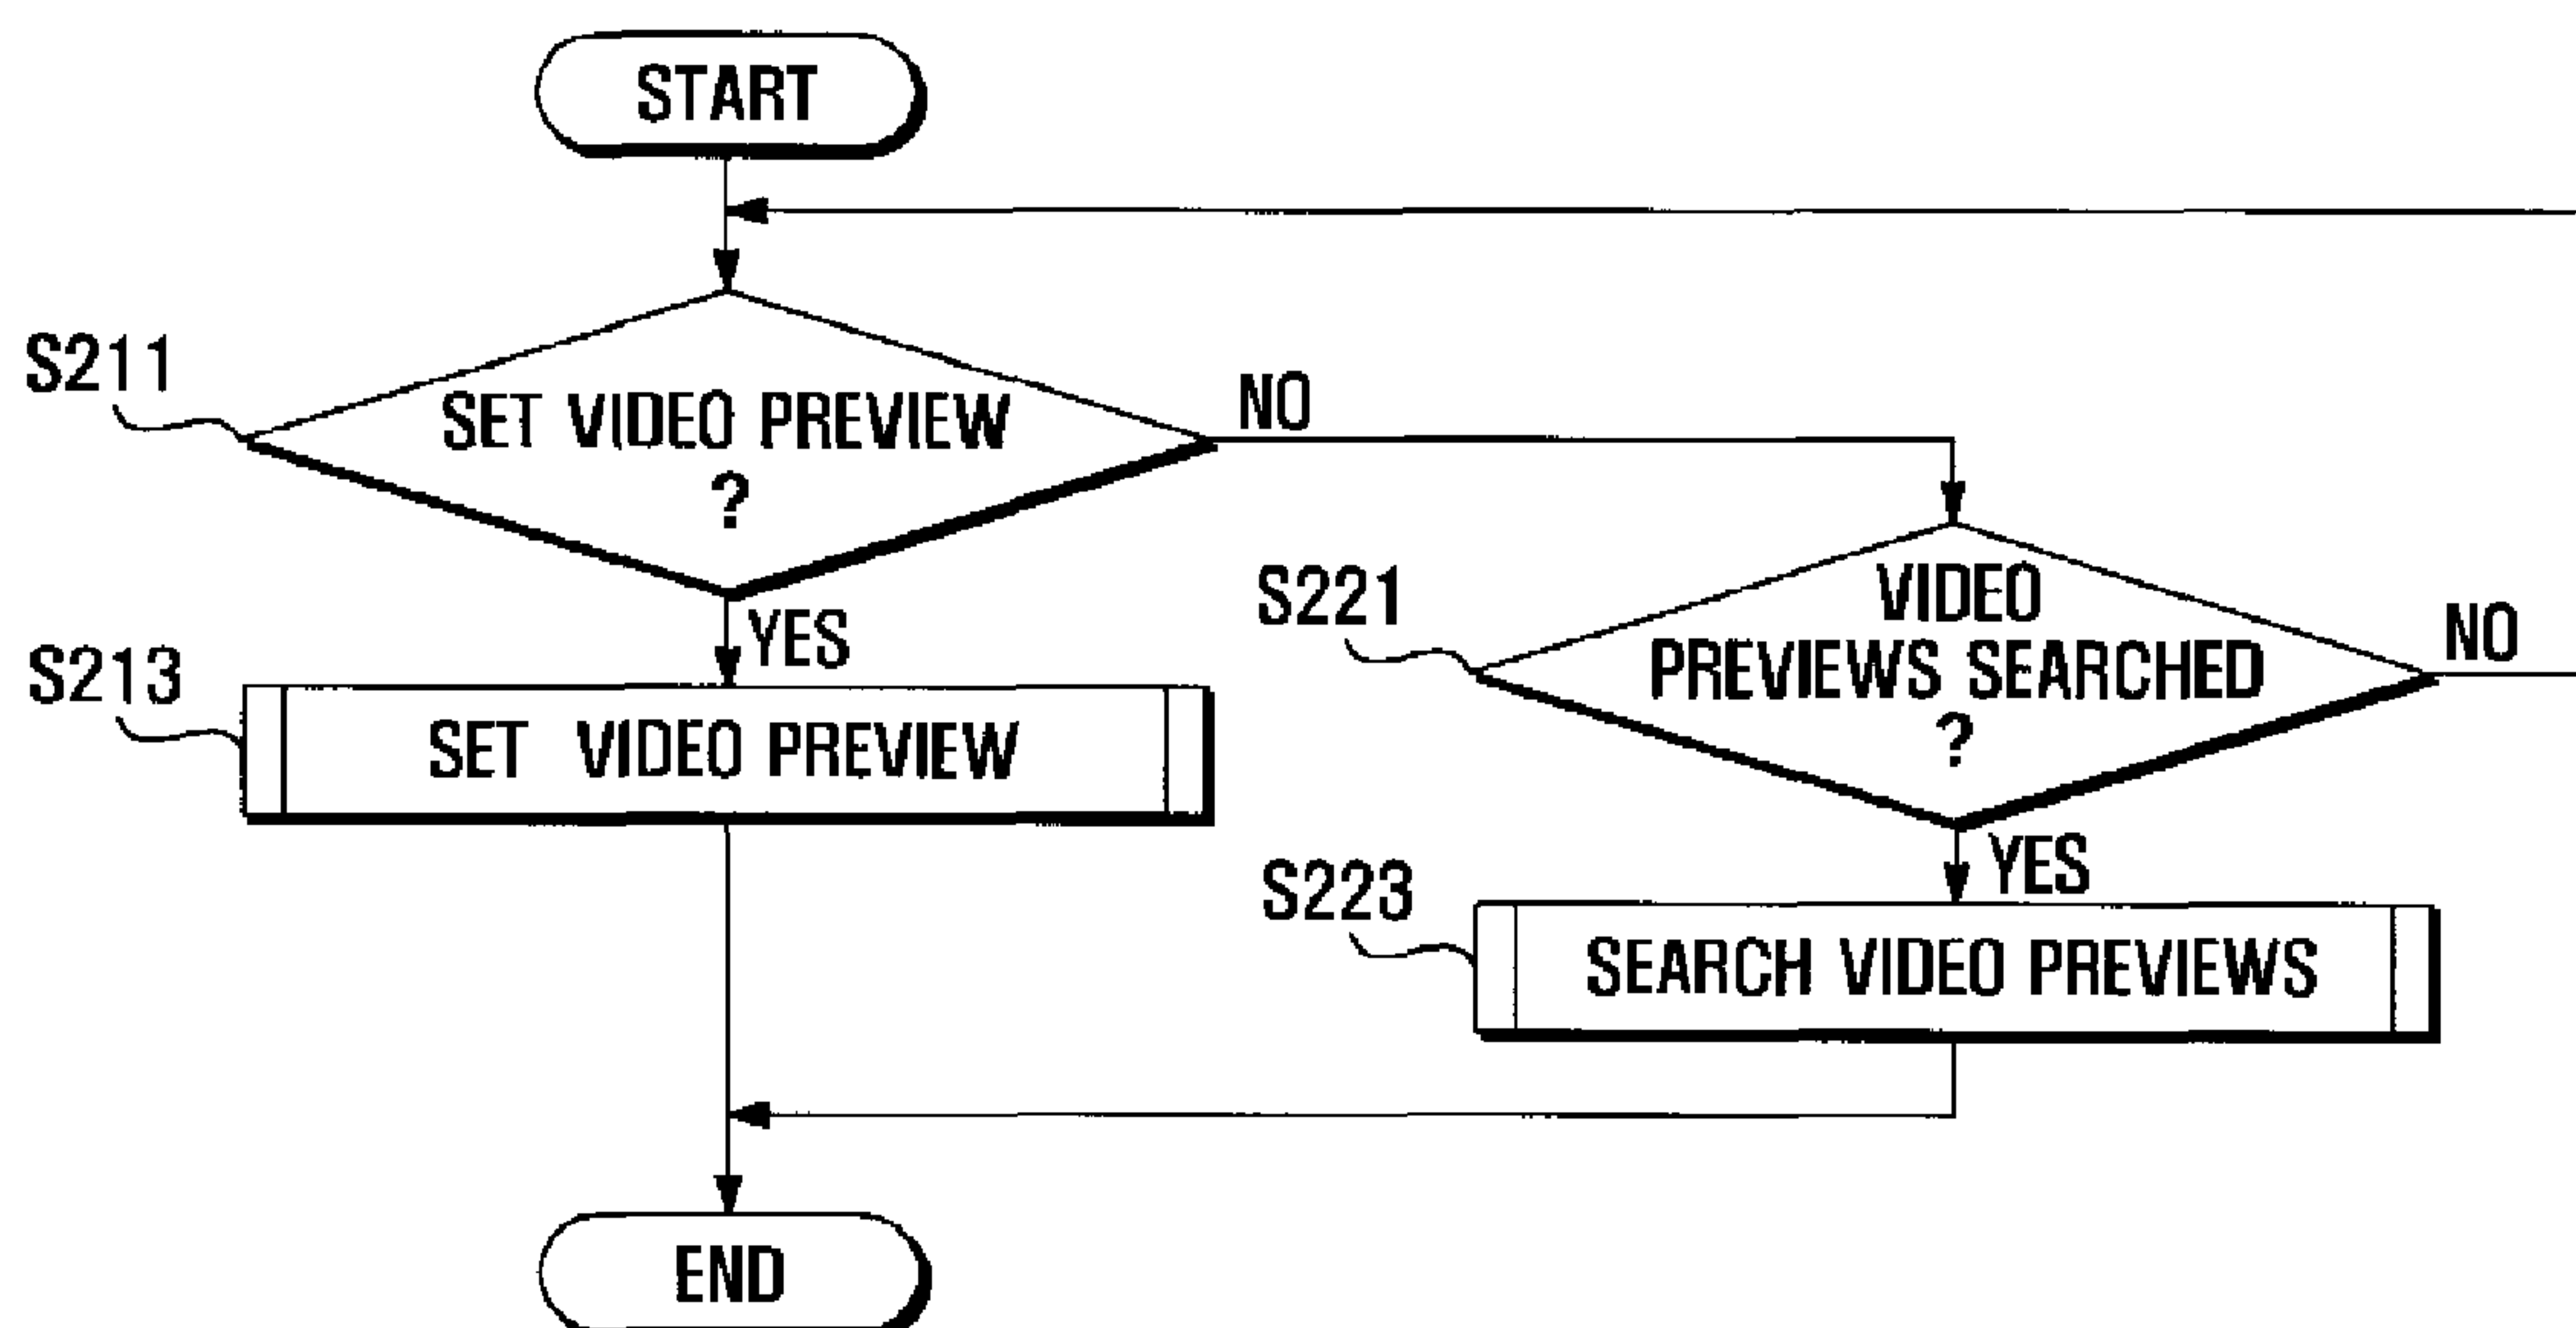 START
S211
SET VIDEO PREVIEW
?
NO
YES
S213
SET VIDEO PREVIEW
S221
VIDEO
PREVIEWS SEARCHED
?
NO
YES
S223
SEARCH VIDEO PREVIEWS
END